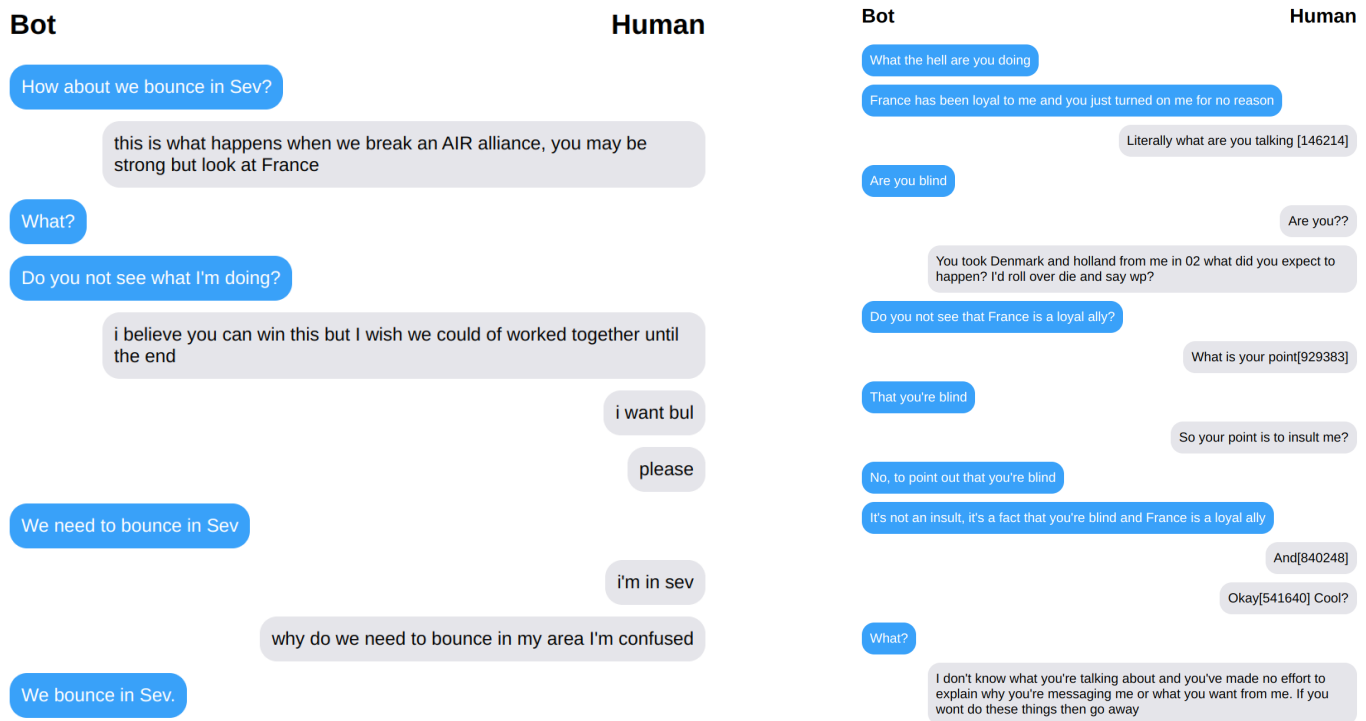 Bot
Human
How about we bounce in Sev?
this is what happens when we break an AIR alliance, you may be
strong but look at France
What?
Do you not see what I'm doing?
i believe you can win this but I wish we could of worked together until
the end
i want bul
please
We need to bounce in Sev
i'm in sev
why do we need to bounce in my area I'm confused
We bounce in Sev.
Bot
Human
What the hell are you doing
France has been loyal to me and you just turned on me for no reason
Literally what are you talking [146214]
Are you blind
Are you??
You took Denmark and holland from me in 02 what did you expect to
happen? I'd roll over die and say wp?
Do you not see that France is a loyal ally?
What is your point[929383]
That you're blind
So your point is to insult me?
No, to point out that you're blind
It's not an insult, it's a fact that you're blind and France is a loyal ally
And[840248]
Okay[541640] Cool?
What?
I don't know what you're talking about and you've made no effort to
explain why you're messaging me or what you want from me. If you
wont do these things then go away